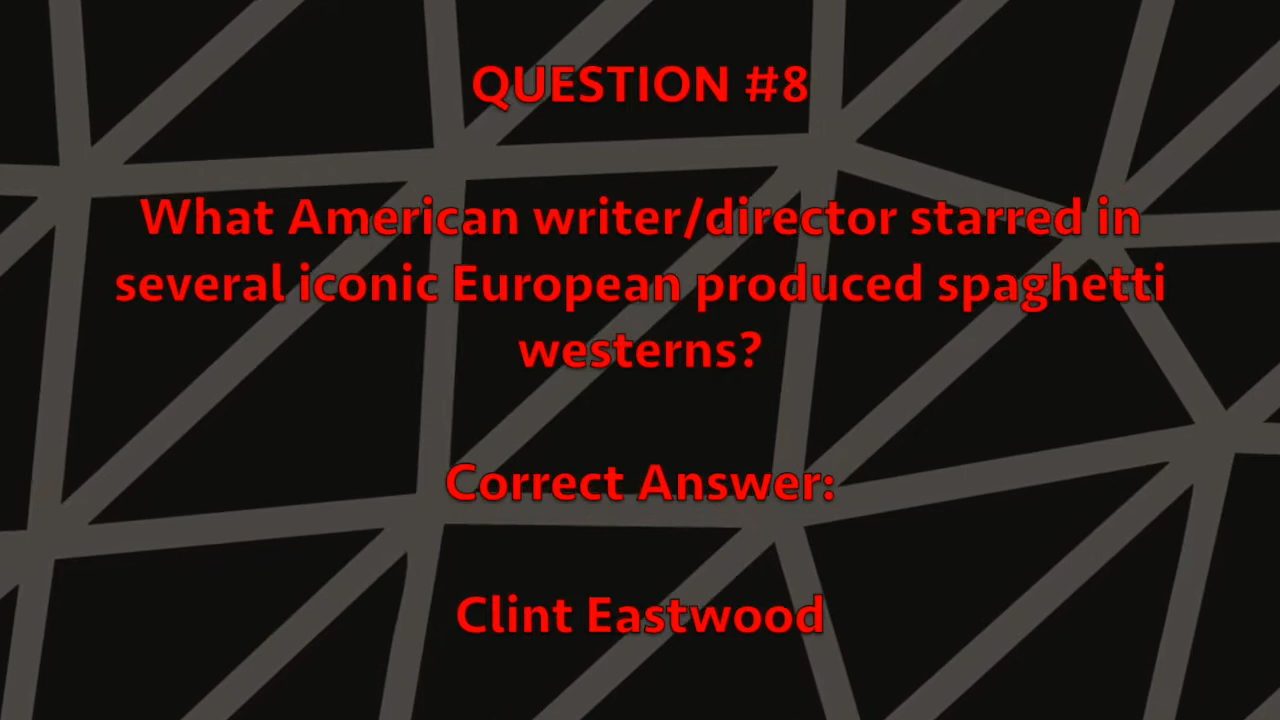 QUESTION #8
What American writer/director starred in
several iconic European produced spaghetti
westerns?
Correct Answer:
Clint Eastwood